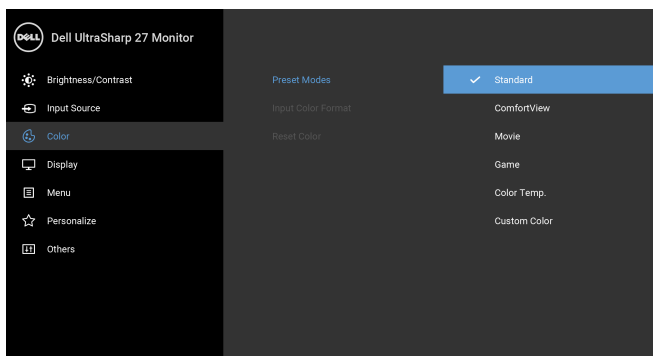 DELL Dell UltraSharp 27 Monitor
Brightness/Contrast Preset Modes Standard
Input Source Input Color Format ComfortView
Color Reset Color Movie
Display Game
Menu Color Temp.
Personalize Custom Color
Others